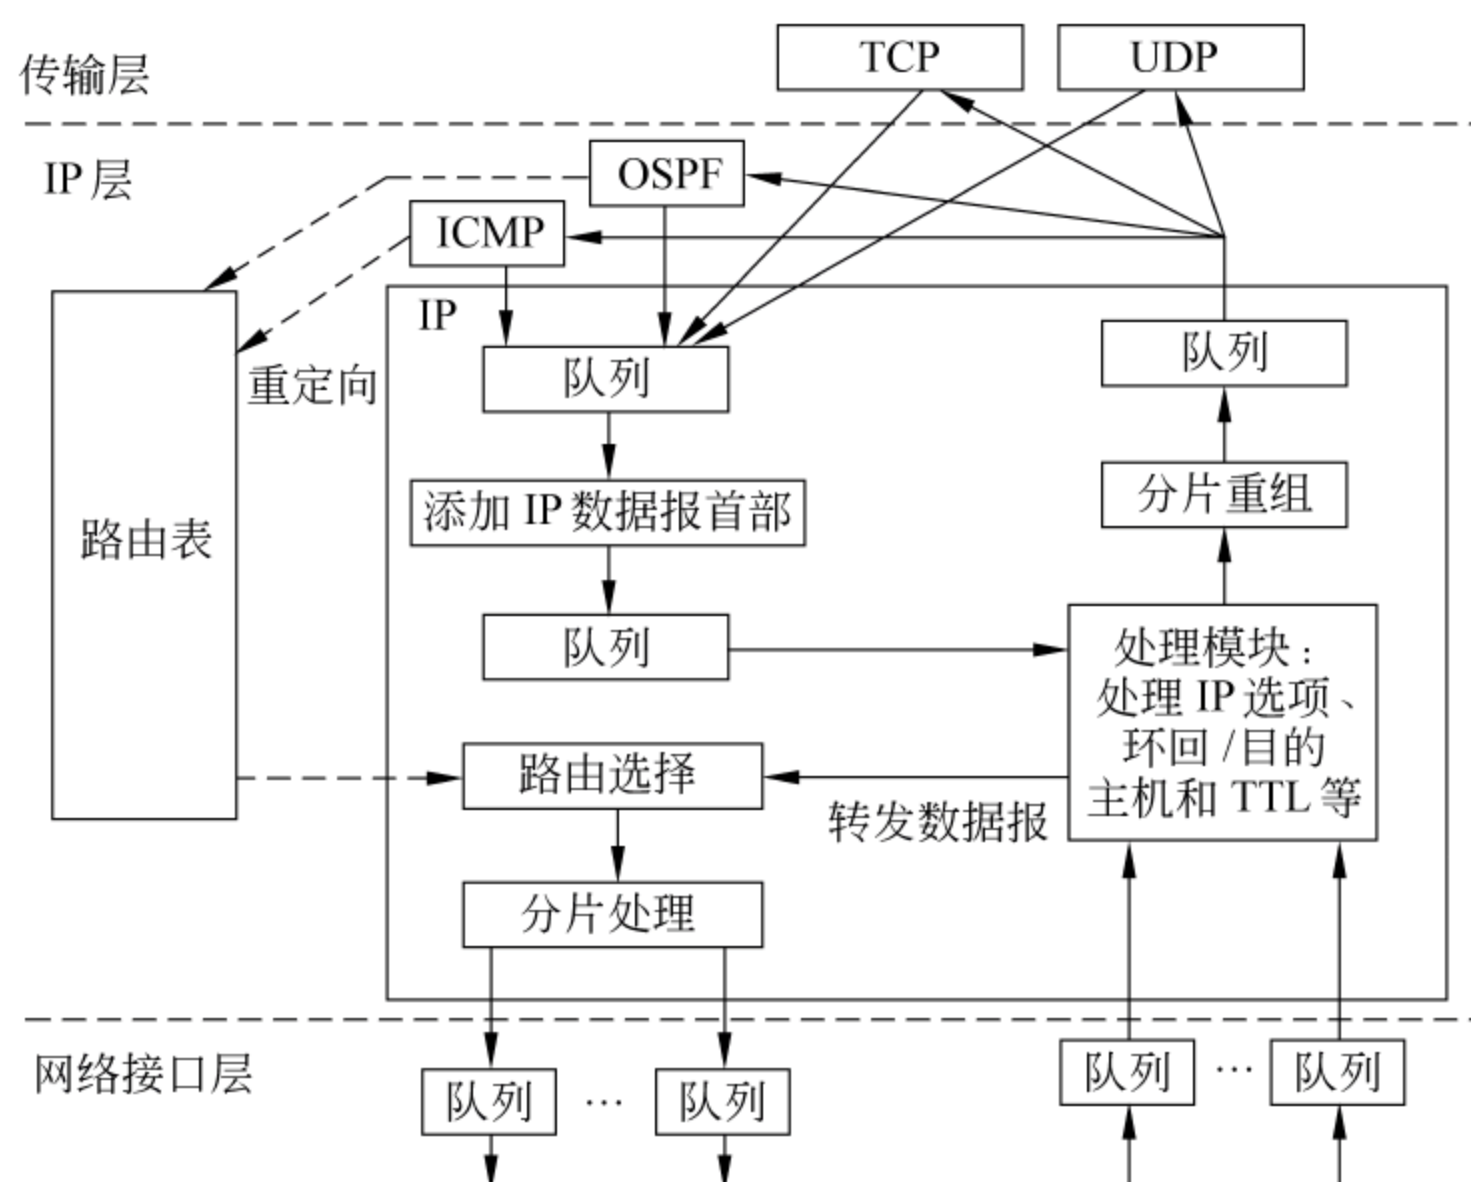 TCP
UDP
传输层
IP 层
OSPF
ICMP
IP
队列
队列
重定向
添加 IP 数据报首部
分片重组
路由表
队列
处理模块：
处理 IP 选项、
环回 /目的
主机和 TTL 等
路由选择
转发数据报
分片处理
网络接口层
队列 … 队列
队列 … 队列